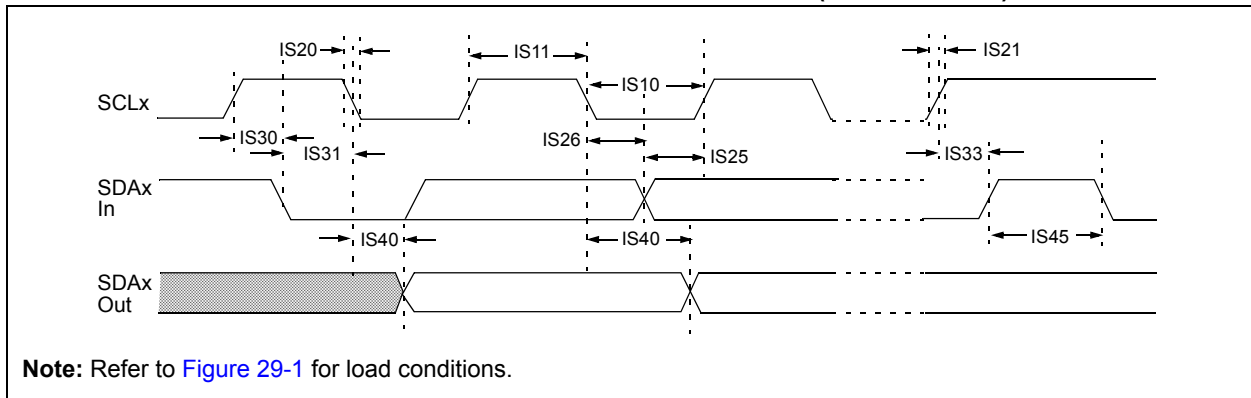 IS20
IS11
IS21
IS10
SCLx
IS30
IS26
IS31
IS25
IS33
SDAx
In
IS40
IS40
IS45
SDAx
Out
Note: Refer to Figure 29-1 for load conditions.